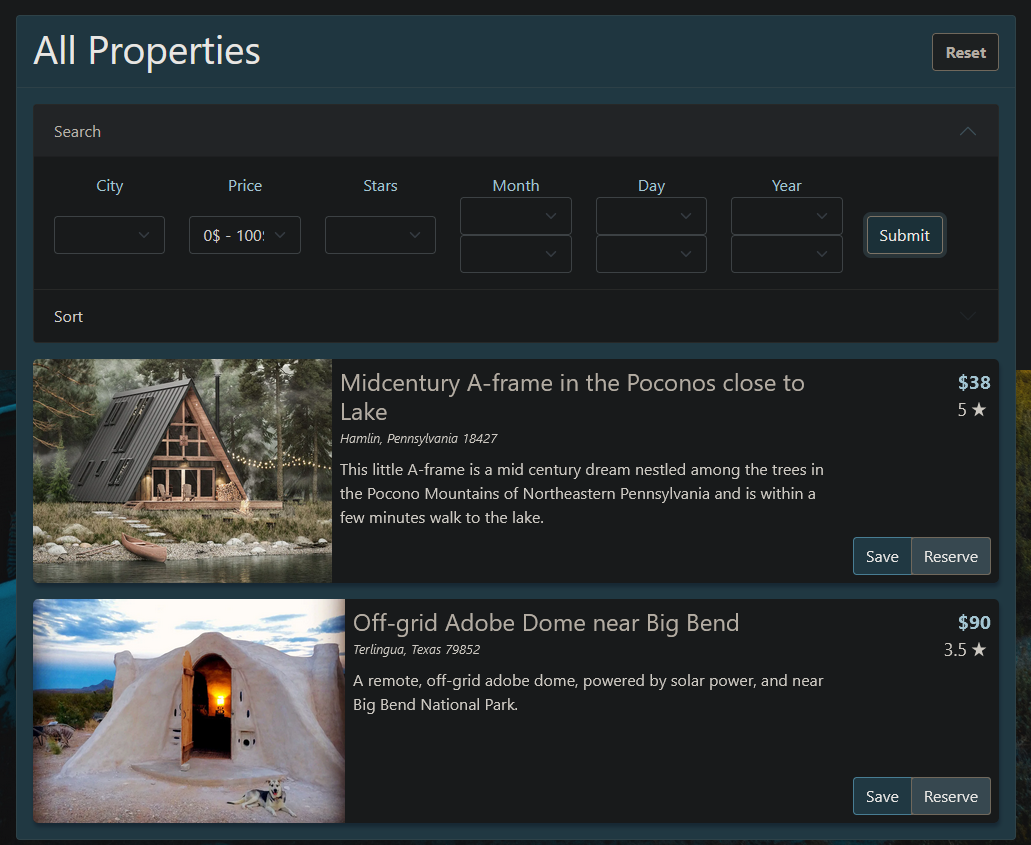 All Properties
Reset
Search
City
Price
Stars
Month
Day
Year
0$ - 100
Submit
Sort
Midcentury A-frame in the Poconos close to
Lake
$38
5 ★
Hamlin, Pennsylvania 18427
This little A-frame is a mid century dream nestled among the trees in
the Pocono Mountains of Northeastern Pennsylvania and is within a
few minutes walk to the lake.
Save
Reserve
Off-grid Adobe Dome near Big Bend
$90
3.5 ★
Terlingua, Texas 79852
A remote, off-grid adobe dome, powered by solar power, and near
Big Bend National Park.
Save
Reserve